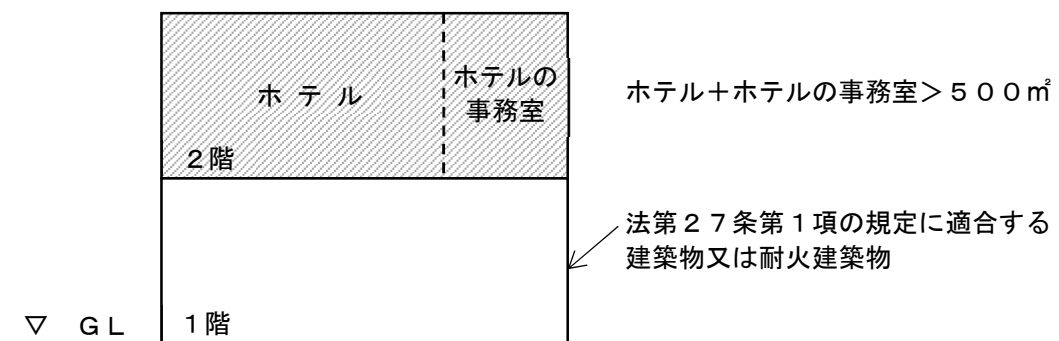 ホテル
ホテルの
事務室
ホテル＋ホテルの事務室＞５００㎡
２階
法第２７条第１項の規定に適合する
建築物又は耐火建築物
▽　ＧＬ
１階